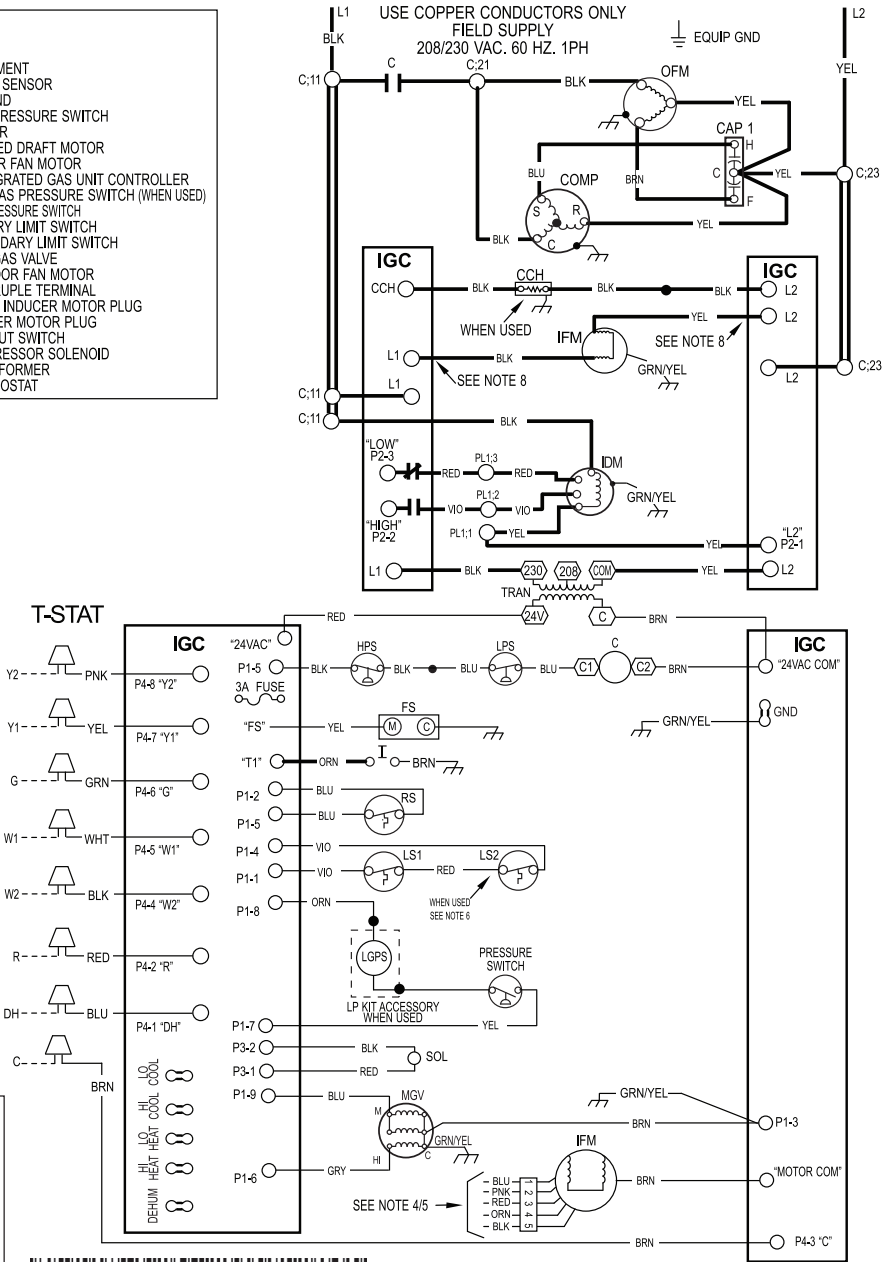 USE COPPER CONDUCTORS ONLY
FIELD SUPPLY
208/230 VAC. 60 HZ. 1PH
L1
BLK
EQUIP GND
L2
YEL
SENSOR
PRESSURE SWITCH
DRAFT MOTOR
FAN MOTOR
GAS UNIT CONTROLLER
GAS PRESSURE SWITCH (WHEN USED)
SWITCH
LIMIT SWITCH
LIMIT SWITCH
GAS VALVE
FAN MOTOR
TERMINAL
INDUCER MOTOR PLUG
MOTOR PLUG
SWITCH
SOLENOID
C;11
C
C;21
BLK
OFM
YEL
CAP 1
H
C
F
YEL
C;23
BLU
BRN
COMP
S
R
C
YEL
BLK
IGC
CCH
BLK
CCH
BLK
BLK
WHEN USED
IGC
L2
L2
L2
YEL
SEE NOTE 8
IFM
GRN/YEL
L1
BLK
SEE NOTE 8
L1
C;11
C;11
C;23
BLK
"LOW"
P2-3
RED
PL1;3
RED
IDM
GRN/YEL
"HIGH"
P2-2
VIO
PL1;2
VIO
PL1;1
YEL
YEL
"L2"
P2-1
L1
BLK
230
208
COM
YEL
L2
TRAN
24V
C
RED
BRN
T-STAT
IGC
"24VAC"
Y2
PNK
P4-8 "Y2"
Y1
YEL
P4-7 "Y1"
G
GRN
P4-6 "G"
W1
WHT
P4-5 "W1"
W2
BLK
P4-4 "W2"
R
RED
P4-2 "R"
DH
BLU
P4-1 "DH"
C
BRN
LO
COOL
HI
COOL
LO
HEAT
HI
HEAT
DEHUM
P1-5
BLK
HPS
BLK
BLU
LPS
BLU
C1
C
C2
BRN
3A FUSE
"FS"
YEL
FS
M
C
"T1"
ORN
I
BRN
P1-2
BLU
RS
P1-5
BLU
P1-4
VIO
P1-1
VIO
LS1
RED
LS2
WHEN USED
SEE NOTE 6
P1-8
ORN
LGPS
LP KIT ACCESSORY
WHEN USED
PRESSURE
SWITCH
P1-7
YEL
P3-2
BLK
SOL
P3-1
RED
P1-9
BLU
MGV
M
HI
C
GRN/YEL
P1-6
GRY
BRN
GRN/YEL
P1-3
IFM
SEE NOTE 4/5
BLU 1
PNK 2
RED 3
ORN 4
BLK 5
BRN
"MOTOR COM"
BRN
P4-3 "C"
IGC
"24VAC COM"
GRN/YEL
GND